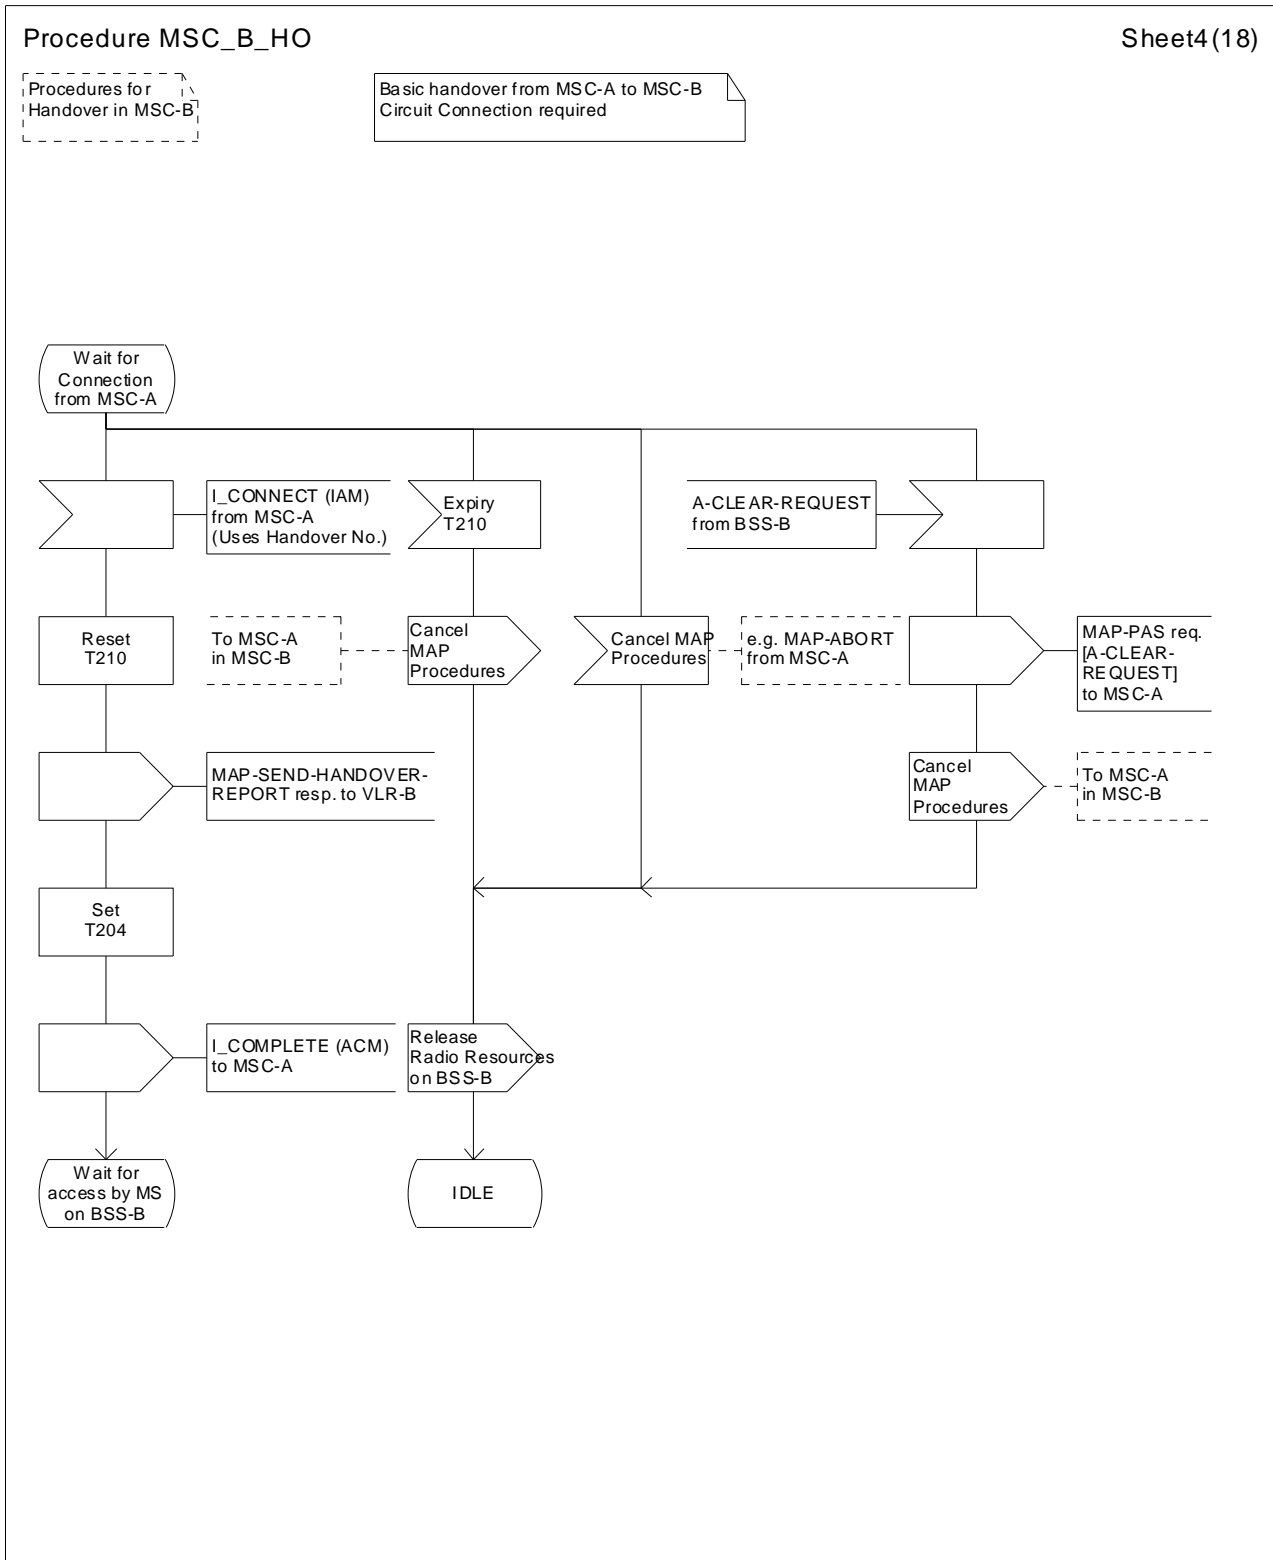 Procedure MSC_B_HO
Sheet4(18)
Procedures for
Handover in MSC-B
Basic handover from MSC-A to MSC-B
Circuit Connection required
Wait for
Connection
from MSC-A
I_CONNECT (IAM)
from MSC-A
(Uses Handover No.)
Expiry
T210
A-CLEAR-REQUEST
from BSS-B
Reset
T210
To MSC-A
in MSC-B
Cancel
MAP
Procedures
Cancel MAP
Procedures
e.g. MAP-ABORT
from MSC-A
MAP-PAS req.
[A-CLEAR-
REQUEST]
to MSC-A
MAP-SEND-HANDOVER-
REPORT resp. to VLR-B
Cancel
MAP
Procedures
To MSC-A
in MSC-B
Set
T204
I_COMPLETE (ACM)
to MSC-A
Release
Radio Resources
on BSS-B
Wait for
access by MS
on BSS-B
IDLE